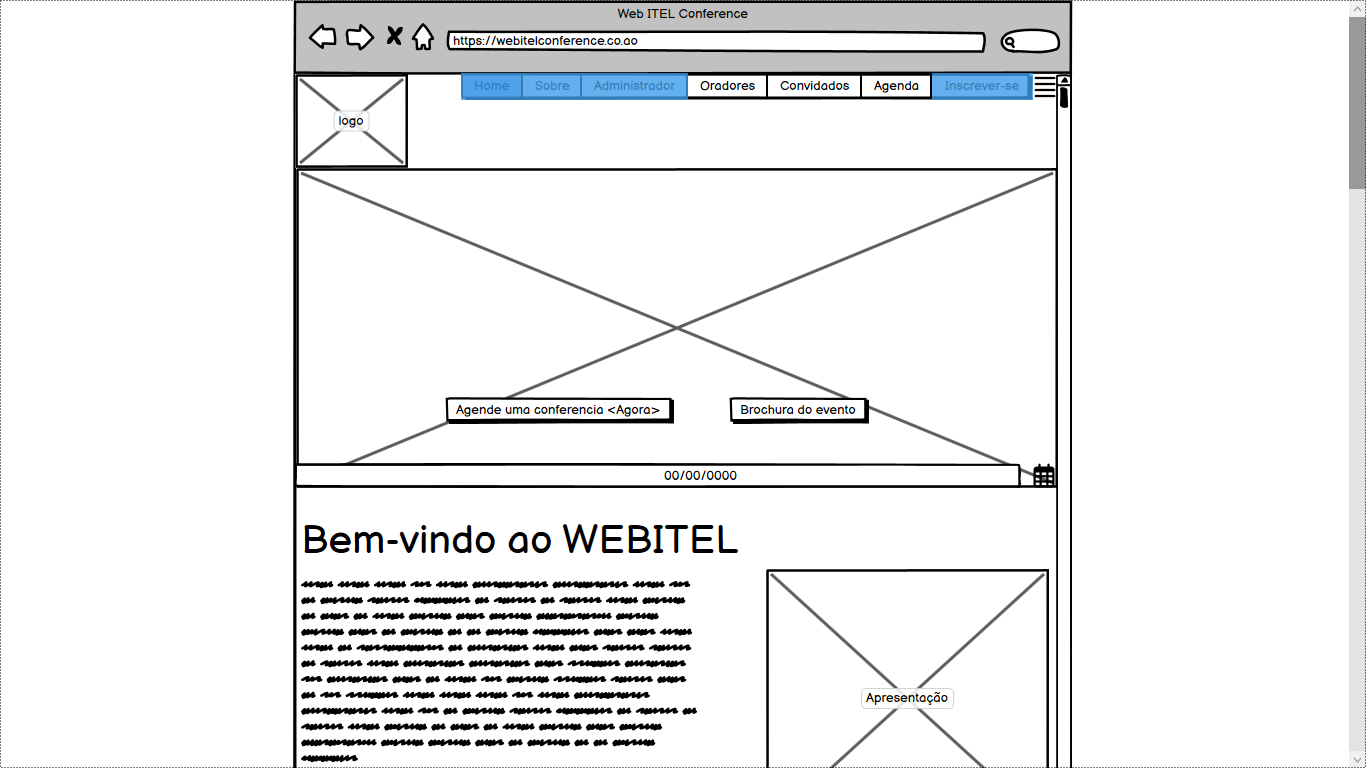 Web ITEL Conference
https://webitelconference.co.ao
Home Sobre Administrador Oradores Convidados Agenda Inscrever-se
logo
Agende uma conferencia <Agora> Brochura do evento
00/00/0000
Bem-vindo ao WEBITEL
Apresentação